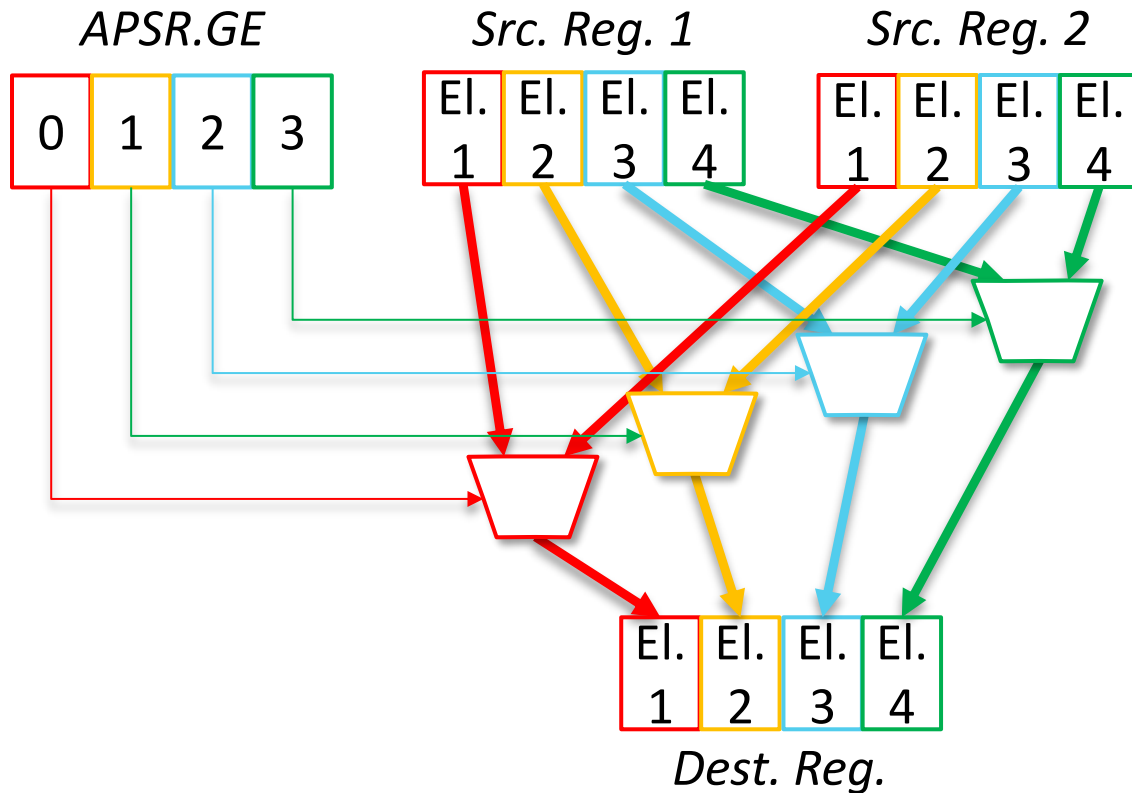 APSR.GE
Src. Reg. 1
Src. Reg. 2
0 1 2 3
El. 1
El. 2
El. 3
El. 4
El. 1
El. 2
El. 3
El. 4
El. 1
El. 2
El. 3
El. 4
Dest. Reg.